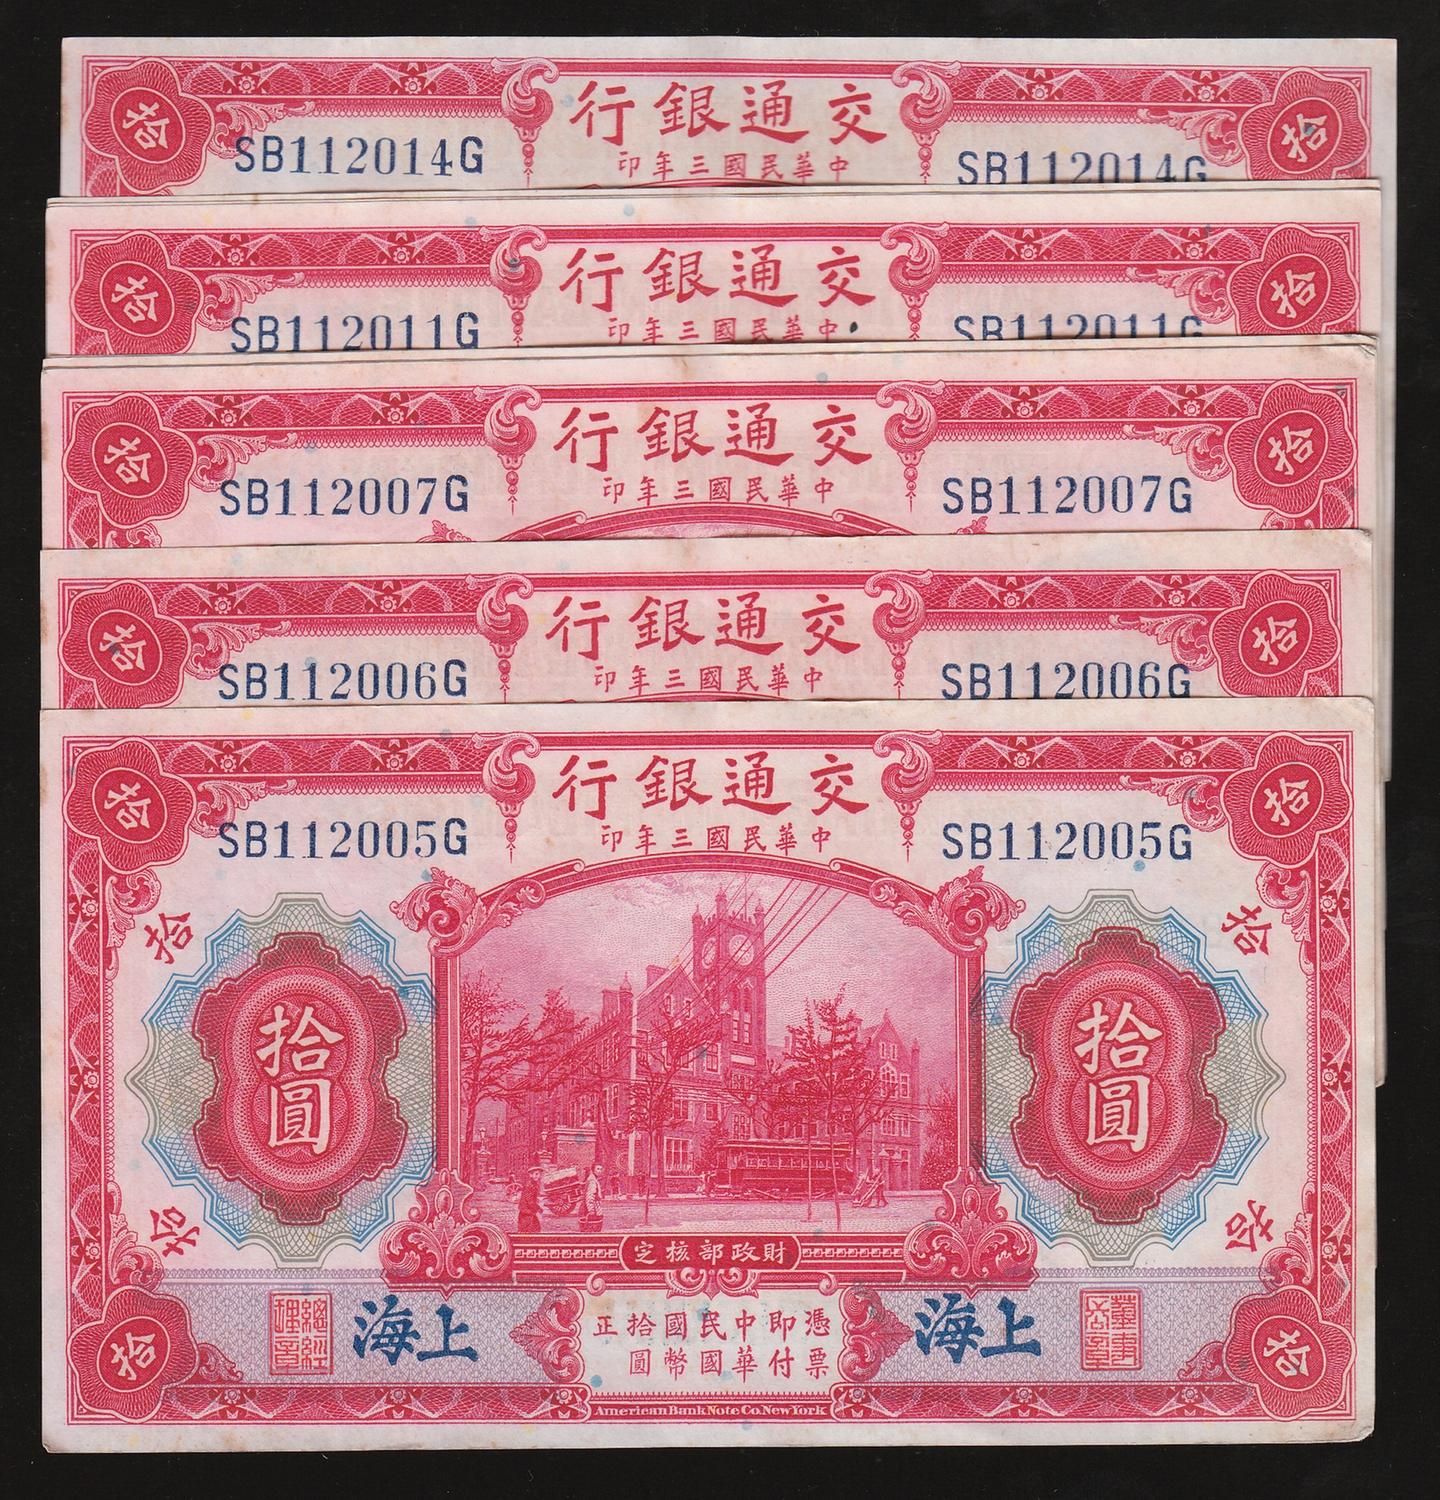 拾 交通銀行 拾
SB112014G SB112014G
中華民國三年印
拾 交通銀行 拾
SB112011G SB112011G
中華民國三年印
拾 交通銀行 拾
SB112007G SB112007G
中華民國三年印
拾 交通銀行 拾
SB112006G SB112006G
中華民國三年印
拾 交通銀行 拾
SB112005G SB112005G
中華民國三年印
拾 拾
拾圓 拾圓
拾 拾
財政部核定
上海 上海
總經理章
憑票即付中華民國國幣拾圓正
拾 拾
American Bank Note Co. New York